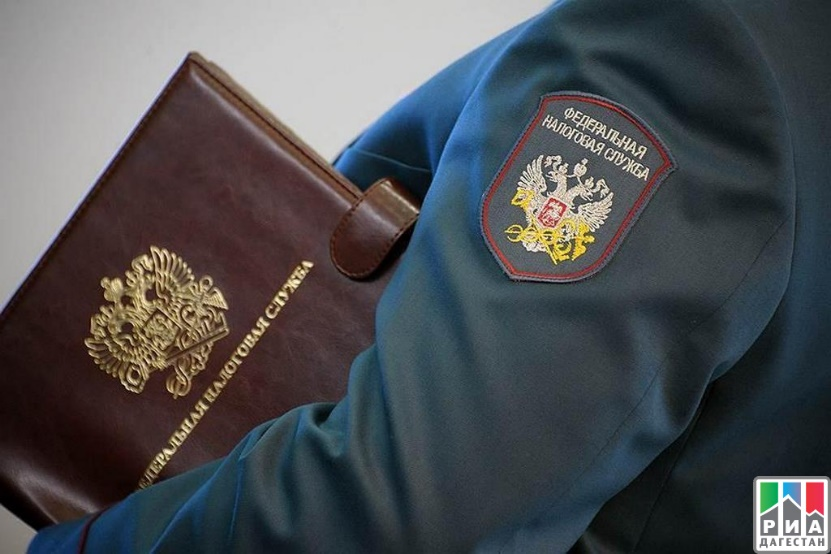 ФЕДЕРАЛЬНАЯ
НАЛОГОВАЯ СЛУЖБА
ФЕДЕРАЛЬНАЯ НАЛОГОВАЯ СЛУЖБА
РИА
ДАГЕСТАН